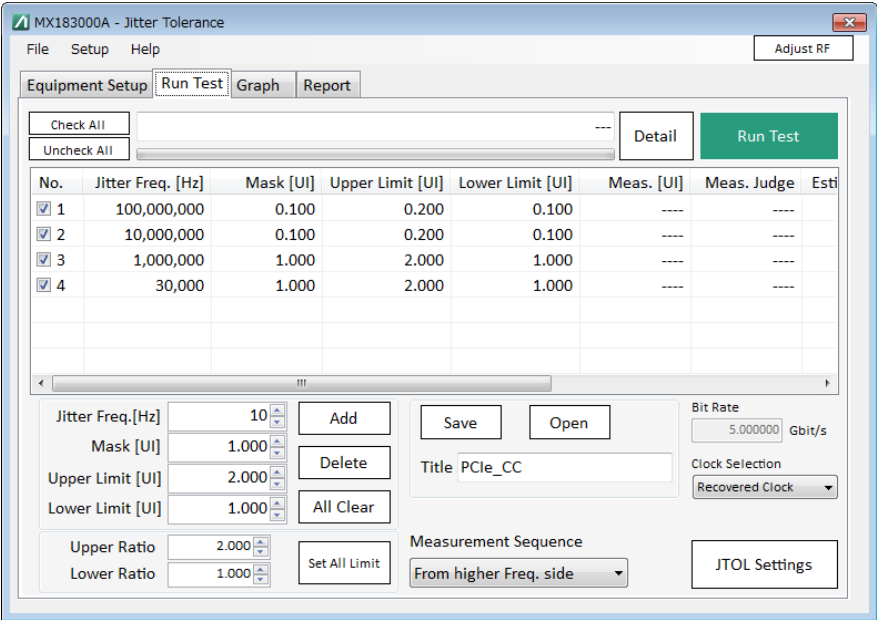 MX183000A - Jitter Tolerance
File Setup Help
Adjust RF
Equipment Setup Run Test Graph Report
Check All
Uncheck All
---
Detail
Run Test
No. Jitter Freq. [Hz] Mask [UI] Upper Limit [UI] Lower Limit [UI] Meas. [UI] Meas. Judge Esti
1 100,000,000 0.100 0.200 0.100 ---- ----
2 10,000,000 0.100 0.200 0.100 ---- ----
3 1,000,000 1.000 2.000 1.000 ---- ----
4 30,000 1.000 2.000 1.000 ---- ----
Jitter Freq.[Hz] 10 Add
Mask [UI] 1.000
Upper Limit [UI] 2.000 Delete
Lower Limit [UI] 1.000 All Clear
Upper Ratio 2.000
Lower Ratio 1.000
Set All Limit
Save Open
Title PCIe_CC
Measurement Sequence
From higher Freq. side
Bit Rate
5.000000 Gbit/s
Clock Selection
Recovered Clock
JTOL Settings